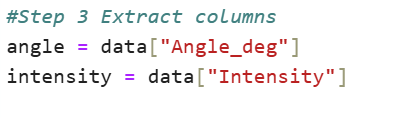 #Step 3 Extract columns
angle = data["Angle_deg"]
intensity = data["Intensity"]